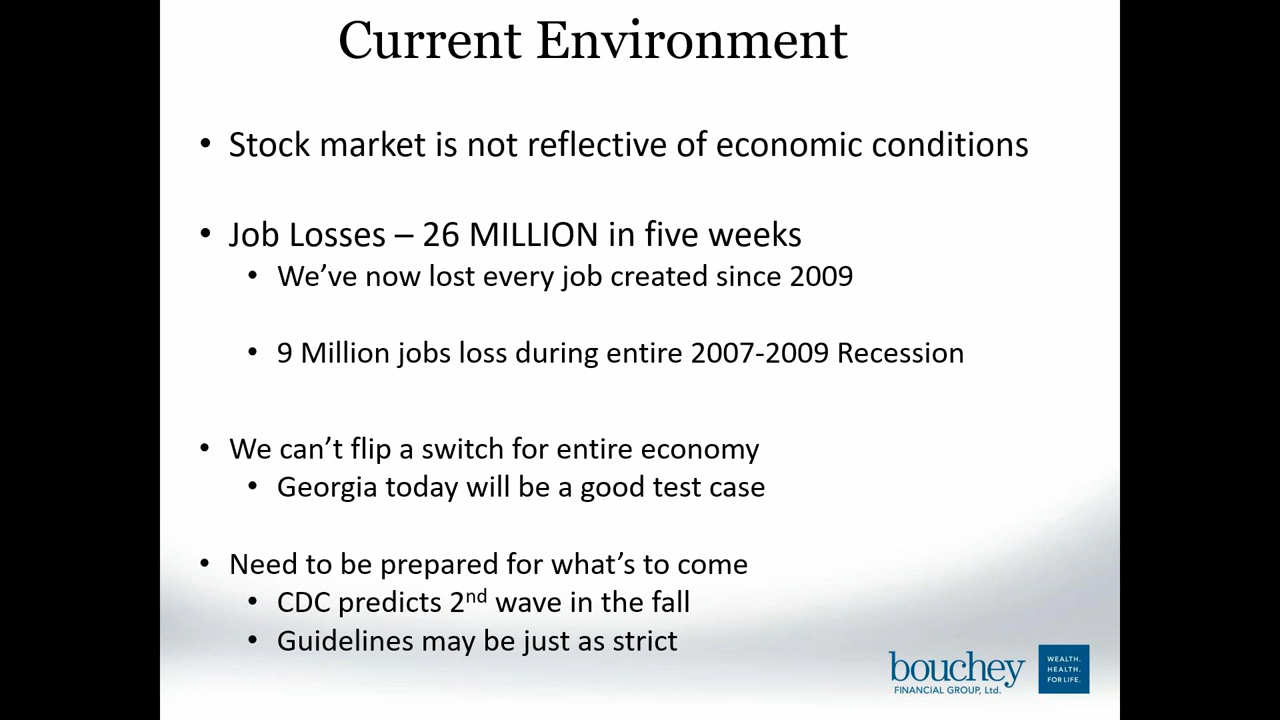 Current Environment
• Stock market is not reflective of economic conditions
• Job Losses – 26 MILLION in five weeks
• We’ve now lost every job created since 2009
• 9 Million jobs loss during entire 2007-2009 Recession
• We can’t flip a switch for entire economy
• Georgia today will be a good test case
• Need to be prepared for what’s to come
• CDC predicts 2nd wave in the fall
• Guidelines may be just as strict
bouchey
FINANCIAL GROUP, Ltd.
WEALTH.
HEALTH.
FOR LIFE.